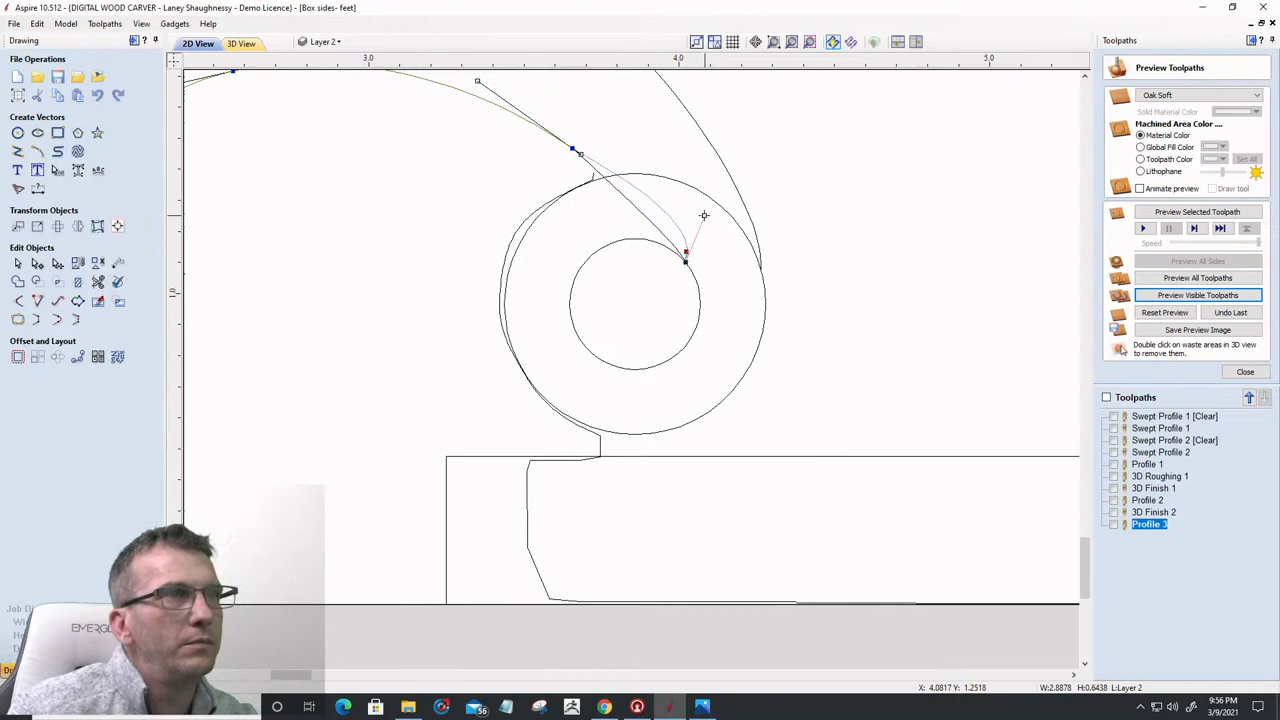 Aspire 10.512 - {DIGITAL WOOD CARVER - Laney Shaughnessy - Demo Licence} - [Box sides- feet]
File Edit Model Toolpaths View Gadgets Help
Drawing
2D View
3D View
Layer 2
File Operations
Create Vectors
Transform Objects
Edit Objects
Offset and Layout
3.0
4.0
5.0
1.0
Toolpaths
Preview Toolpaths
Oak Soft
Solid Material Color
Machined Area Color ....
Material Color
Global Fill Color
Toolpath Color
Set All
Lithophane
Animate preview
Draw tool
Preview Selected Toolpath
Speed
Preview All Sides
Preview All Toolpaths
Preview Visible Toolpaths
Reset Preview
Undo Last
Save Preview Image
Double click on waste areas in 3D view
to remove them.
Close
Toolpaths
Swept Profile 1 [Clear]
Swept Profile 1
Swept Profile 2 [Clear]
Swept Profile 2
Profile 1
3D Roughing 1
3D Finish 1
Profile 2
3D Finish 2
Profile 3
X: 4.0817 Y: 1.2518
W:2.8878 H:0.6438 L:Layer 2
56
9:56 PM
3/9/2021